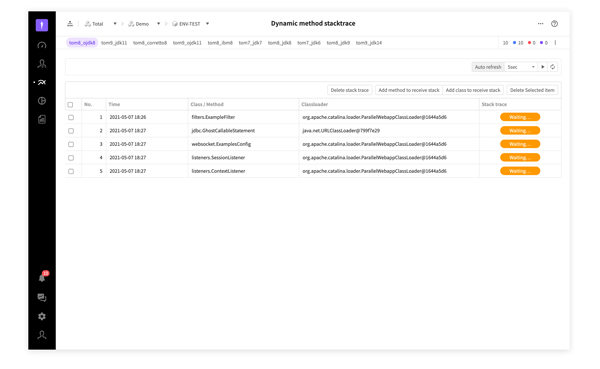 Total Demo ENV-TEST
Dynamic method stacktrace
tom8_ojdk8 tom9_jdk11 tom8_corretto8 tom9_ojdk11 tom8_ibm8 tom7_jdk7 tom8_jdk8 tom7_jdk6 tom8_jdk9 tom9_jdk14
10 10 0 0
Auto refresh 5sec
Delete stack trace Add method to receive stack Add class to receive stack Delete Selected item
No. Time Class / Method Classloader Stack trace
1 2021-05-07 18:26 filters.ExampleFilter org.apache.catalina.loader.ParallelWebappClassLoader@1644a5d6 Waiting...
2 2021-05-07 18:27 jdbc.GhostCallableStatement java.net.URLClassLoader@799f7e29 Waiting...
3 2021-05-07 18:27 websocket.ExamplesConfig org.apache.catalina.loader.ParallelWebappClassLoader@1644a5d6 Waiting...
4 2021-05-07 18:27 listeners.SessionListener org.apache.catalina.loader.ParallelWebappClassLoader@1644a5d6 Waiting...
5 2021-05-07 18:27 listeners.ContextListener org.apache.catalina.loader.ParallelWebappClassLoader@1644a5d6 Waiting...